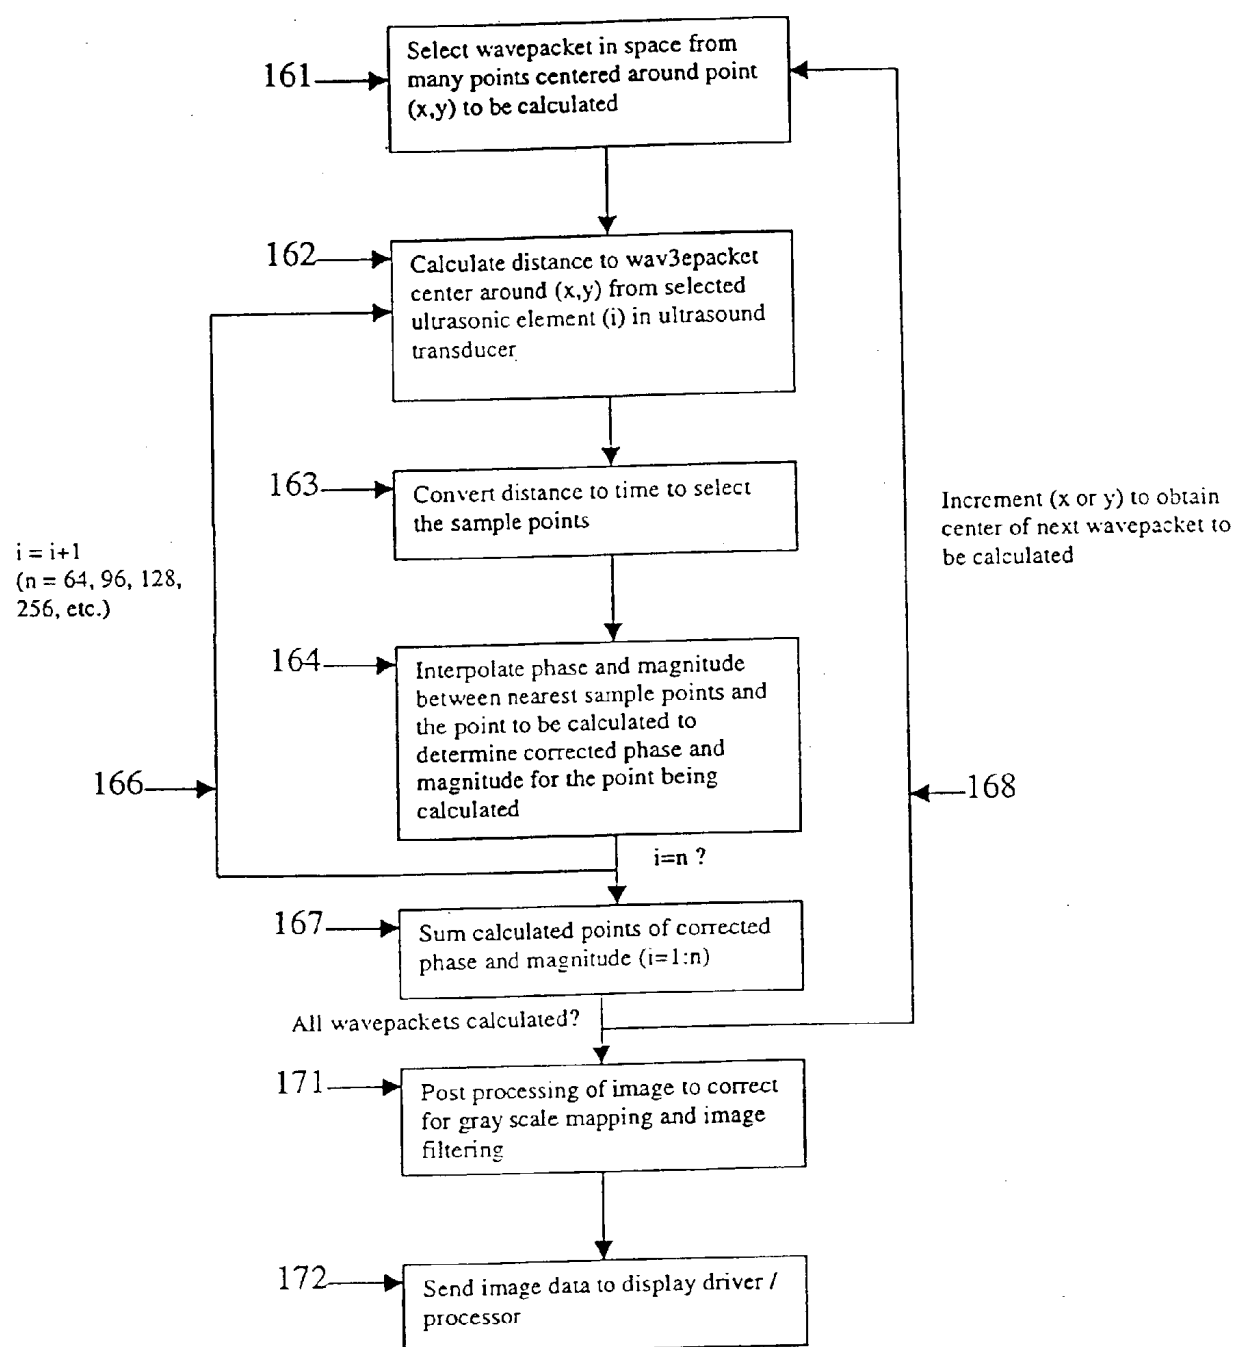 161
Select wavepacket in space from
many points centered around point
(x,y) to be calculated
162
Calculate distance to wav3epacket
center around (x,y) from selected
ultrasonic element (i) in ultrasound
transducer
163
Convert distance to time to select
the sample points
Increment (x or y) to obtain
center of next wavepacket to
be calculated
i = i+1
(n = 64, 96, 128,
256, etc.)
164
Interpolate phase and magnitude
between nearest sample points and
the point to be calculated to
determine corrected phase and
magnitude for the point being
calculated
166
168
i=n ?
167
Sum calculated points of corrected
phase and magnitude (i=1:n)
All wavepackets calculated?
171
Post processing of image to correct
for gray scale mapping and image
filtering
172
Send image data to display driver /
processor